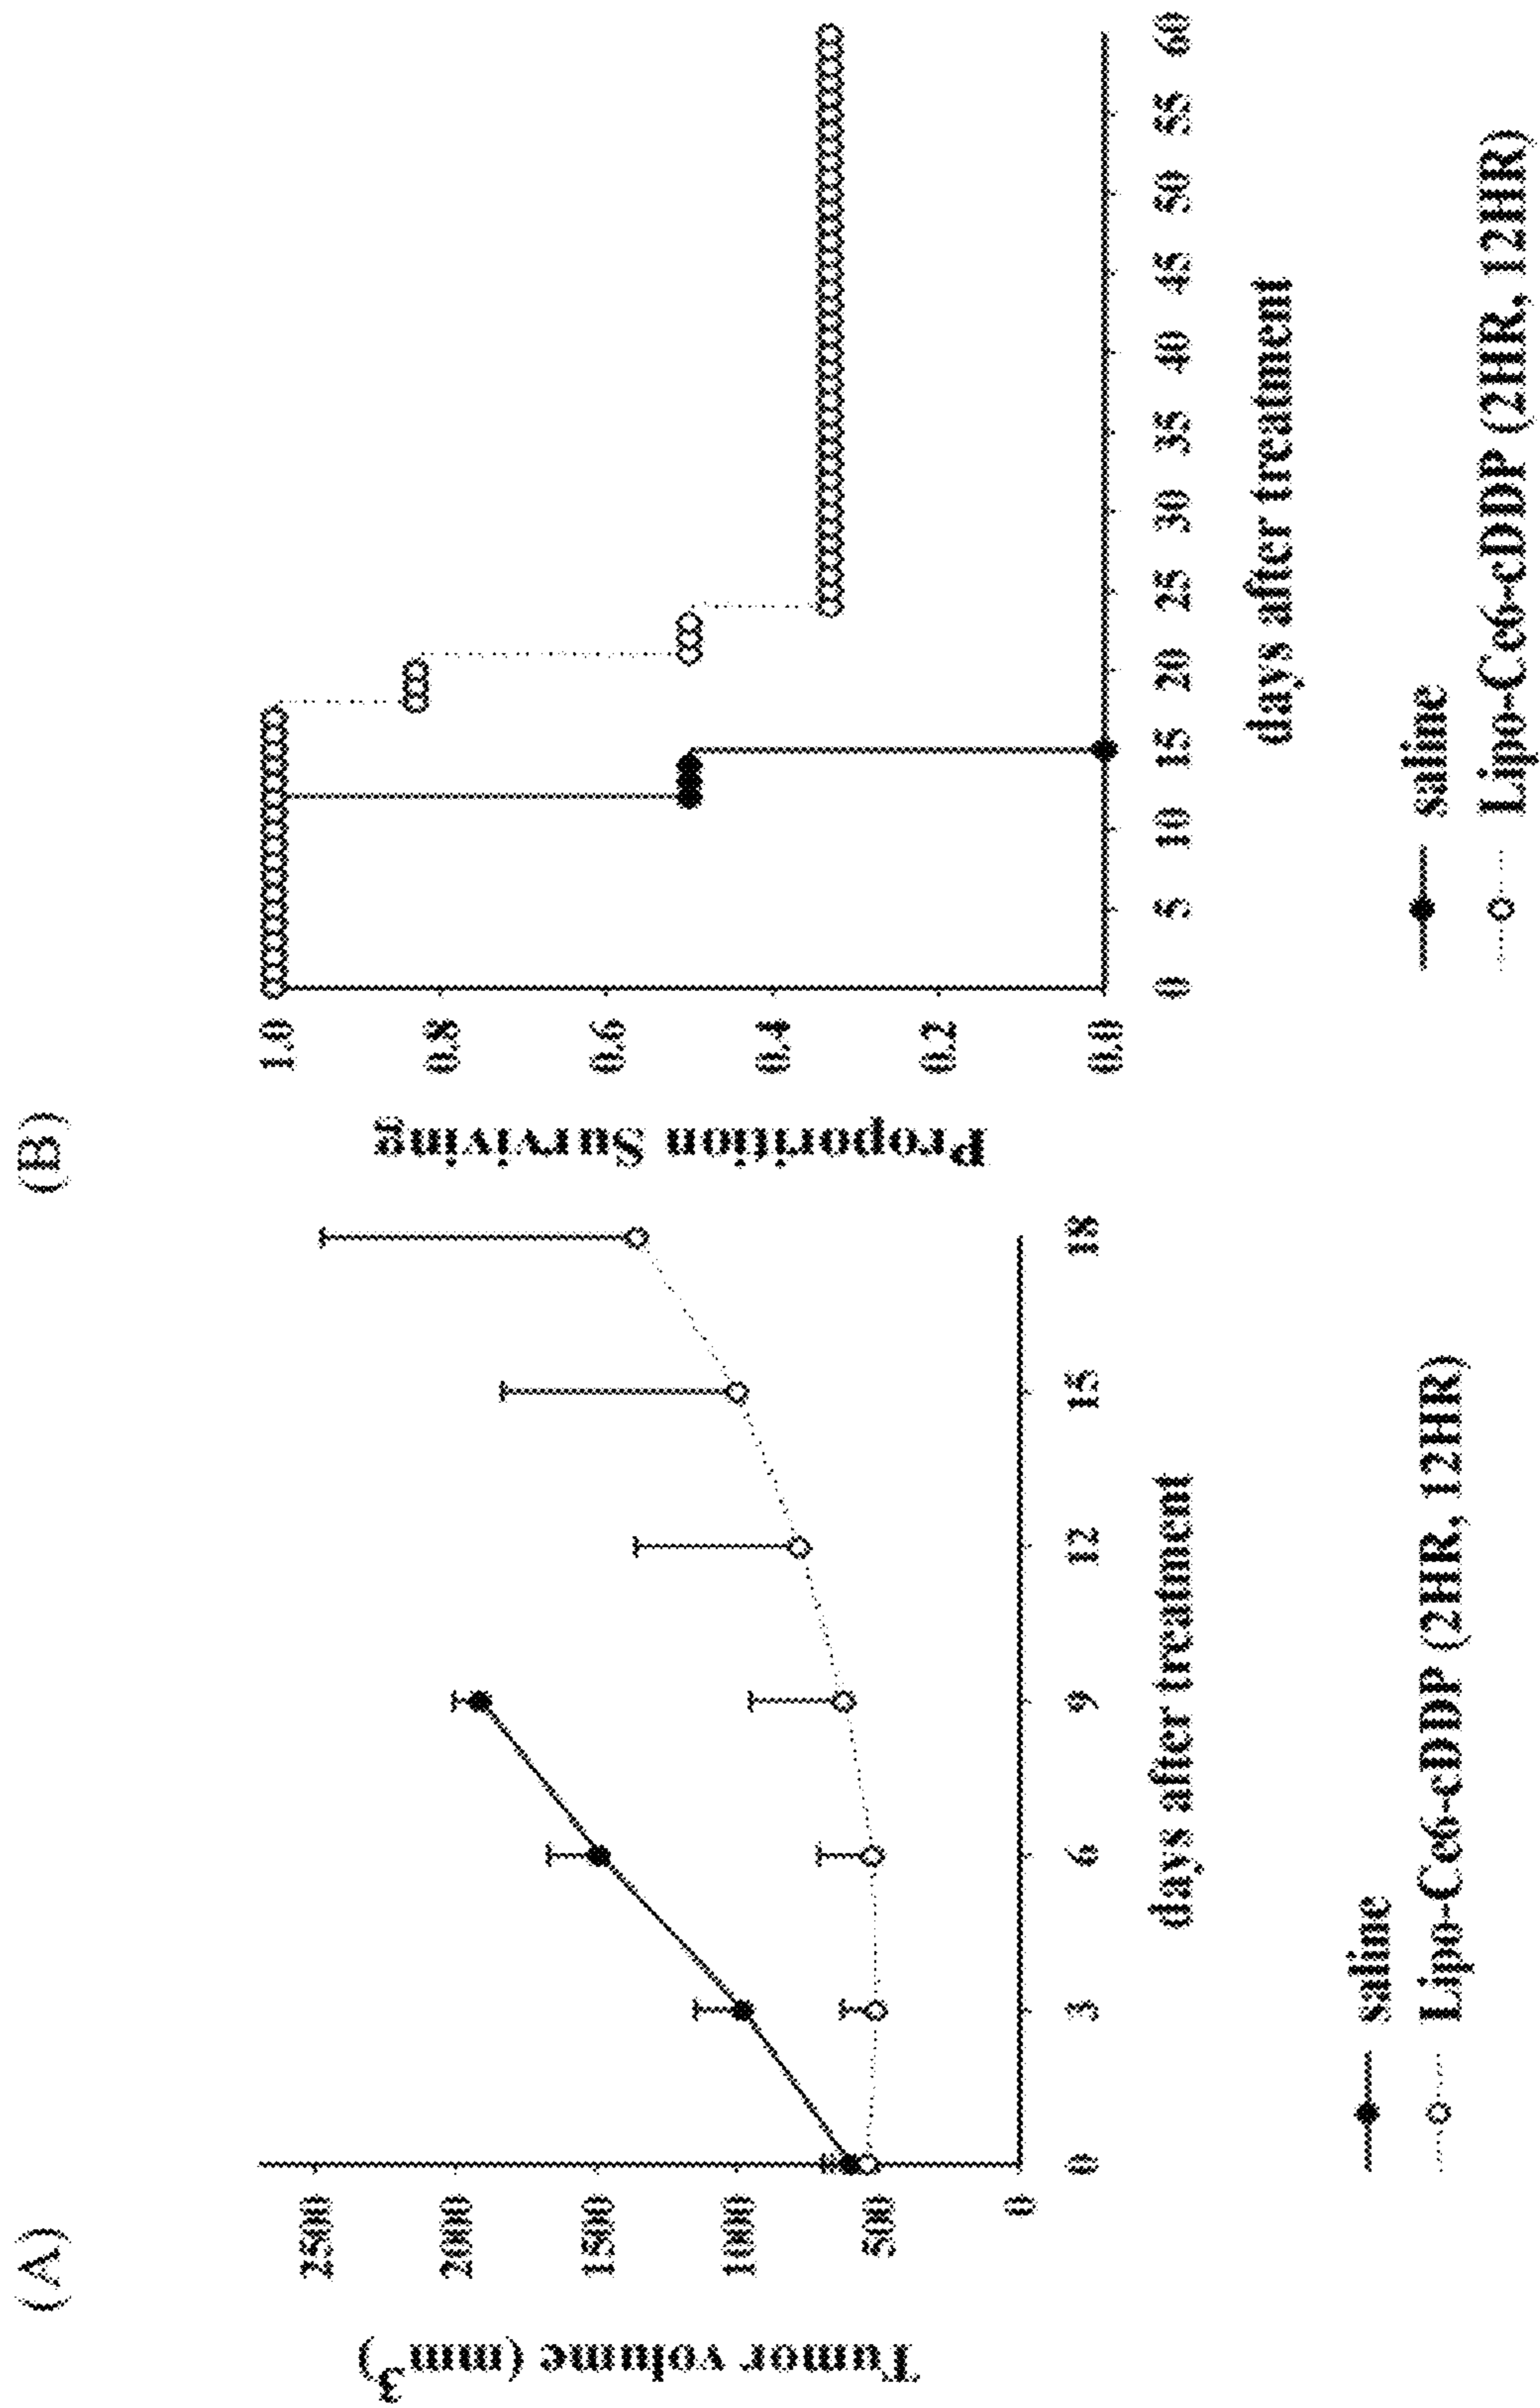 (A)
Tumor volume (mm3)
2500
2000
1500
1000
500
0
0 3 6 9 12 15 18
days after treatment
saline
Lipo-Ce6-cDDP (2HR, 12HR)
(B)
Proportion Surviving
1.0
0.8
0.6
0.4
0.2
0.0
0 5 10 15 20 25 30 35 40 45 50 55 60
days after treatment
saline
Lipo-Ce6-cDDP (2HR, 12HR)